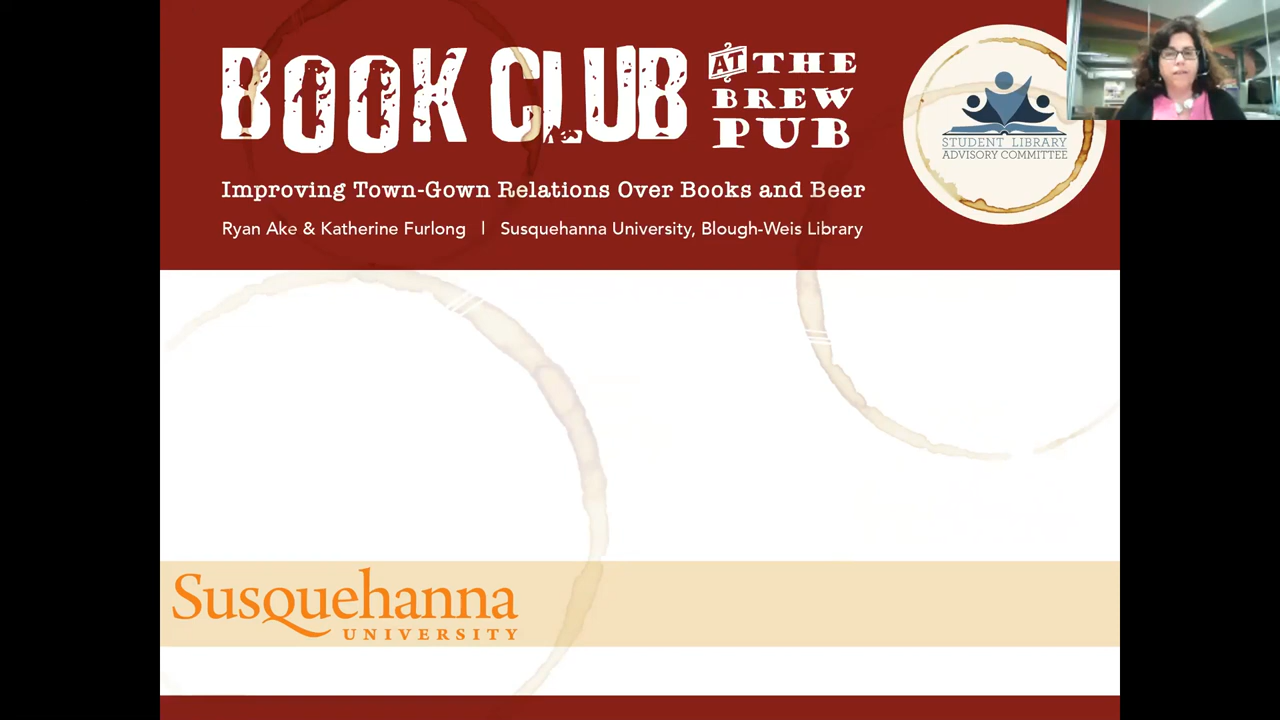 BOOK CLUB AT THE BREW PUB
Improving Town-Gown Relations Over Books and Beer
Ryan Ake & Katherine Furlong | Susquehanna University, Blough-Weis Library
STUDENT LIBRARY
ADVISORY COMMITTEE
Susquehanna
UNIVERSITY